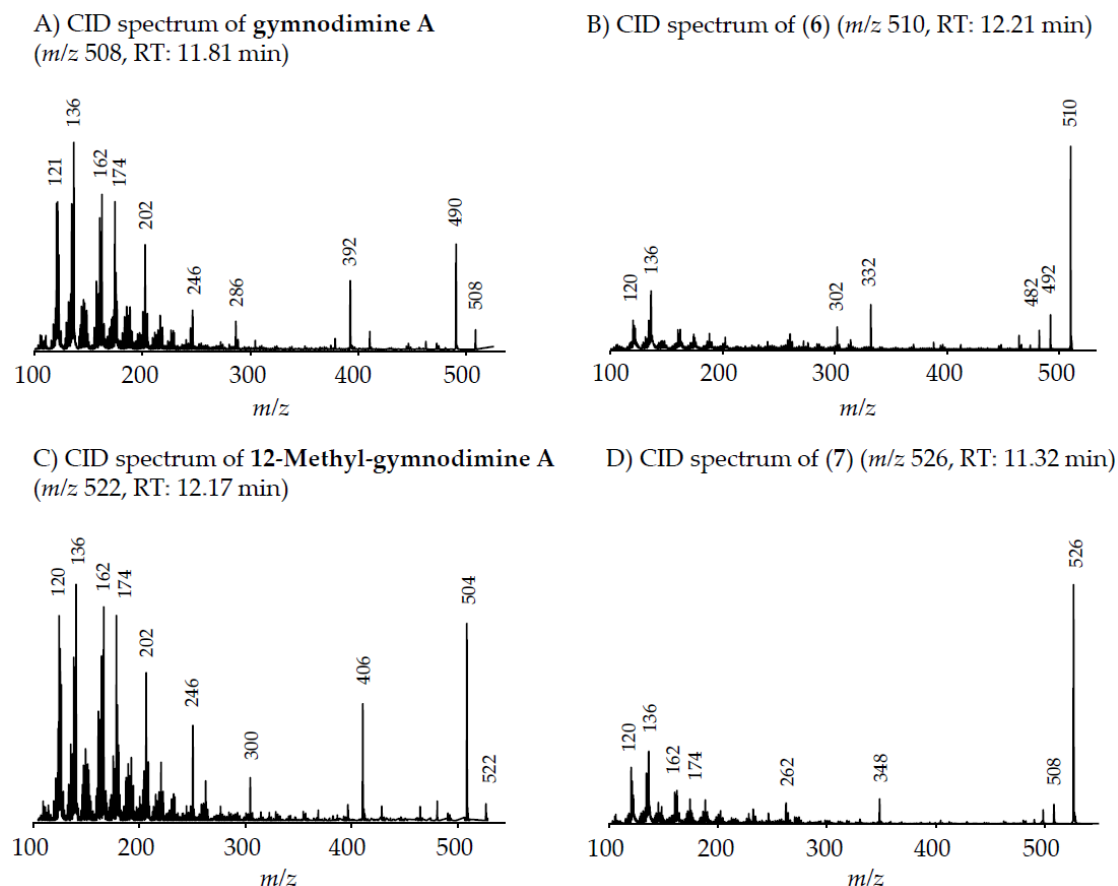 A) CID spectrum of gymnodimine A
(m/z 508, RT: 11.81 min)
136
121
162
174
202
246
286
392
490
508
100 200 300 400 500
m/z
B) CID spectrum of (6) (m/z 510, RT: 12.21 min)
510
120
136
302
332
482
492
100 200 300 400 500
m/z
C) CID spectrum of 12-Methyl-gymnodimine A
(m/z 522, RT: 12.17 min)
120
136
162
174
202
246
300
406
504
522
100 200 300 400 500
m/z
D) CID spectrum of (7) (m/z 526, RT: 11.32 min)
526
120
136
162
174
262
348
508
100 200 300 400 500
m/z